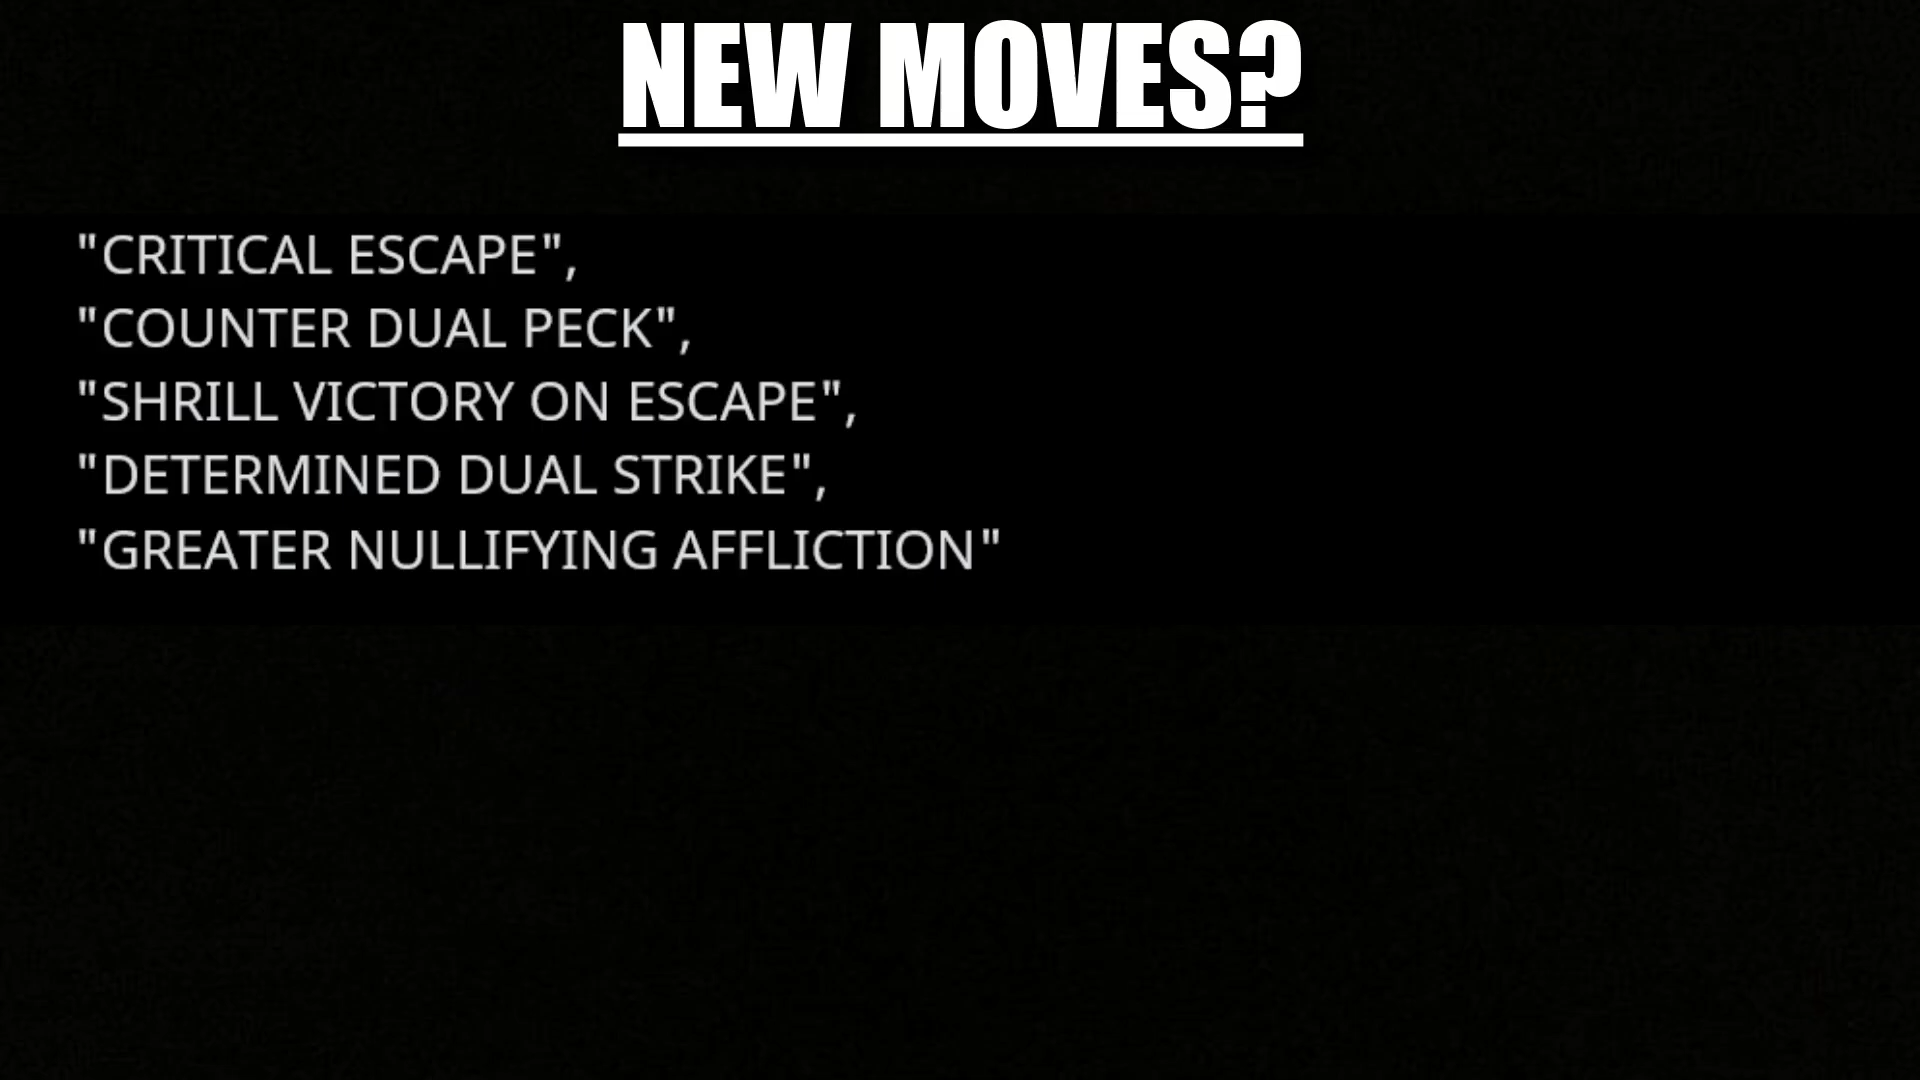 NEW MOVES?
"CRITICAL ESCAPE",
"COUNTER DUAL PECK",
"SHRILL VICTORY ON ESCAPE",
"DETERMINED DUAL STRIKE",
"GREATER NULLIFYING AFFLICTION"